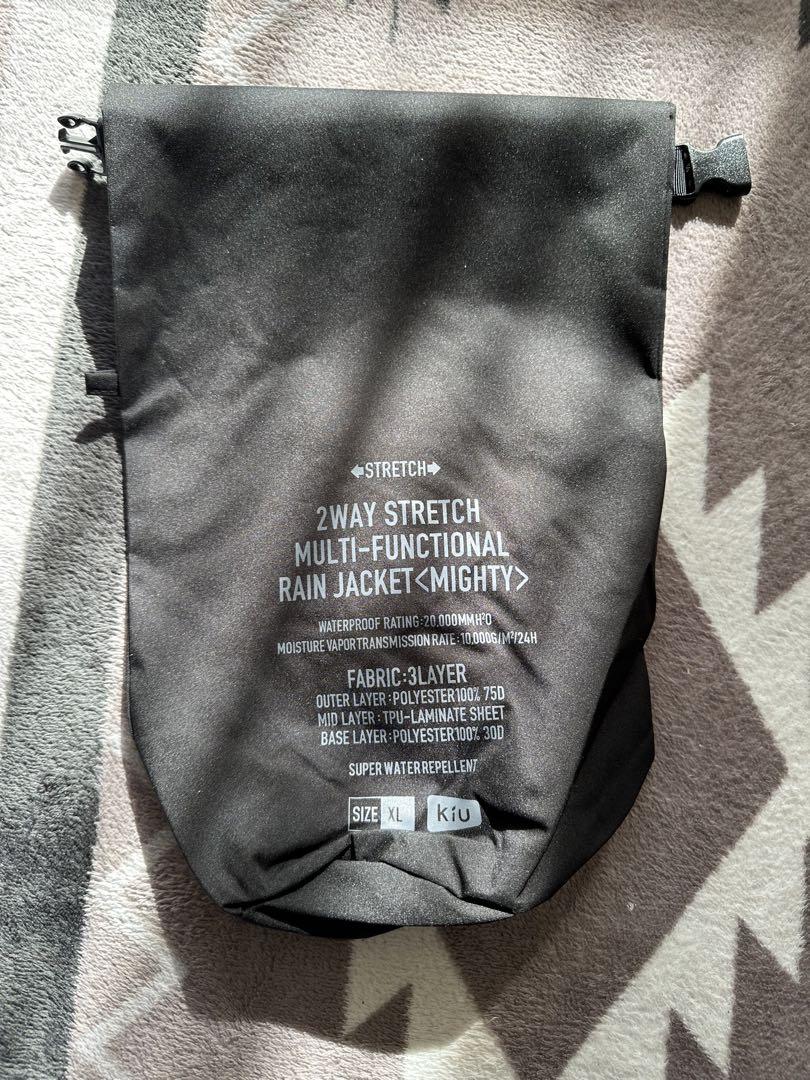 ←STRETCH→
2WAY STRETCH
MULTI-FUNCTIONAL
RAIN JACKET<MIGHTY>
WATERPROOF RATING:20,000MMH²O
MOISTURE VAPOR TRANSMISSION RATE:10,000G/M²/24H
FABRIC:3LAYER
OUTER LAYER:POLYESTER100% 75D
MID LAYER:TPU-LAMINATE SHEET
BASE LAYER:POLYESTER100% 30D
SUPER WATER REPELLENT
SIZE XL kiu